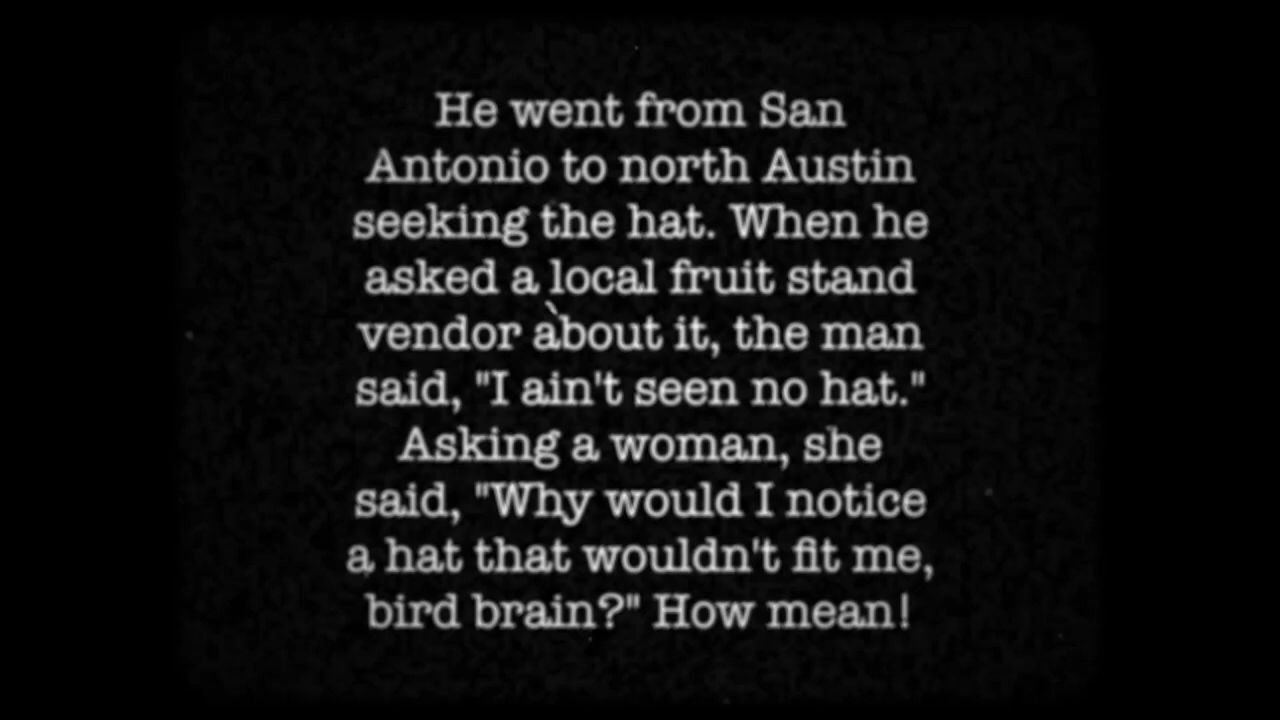 He went from San
Antonio to north Austin
seeking the hat. When he
asked a local fruit stand
vendor about it, the man
said, "I ain't seen no hat."
Asking a woman, she
said, "Why would I notice
a hat that wouldn't fit me,
bird brain?" How mean!